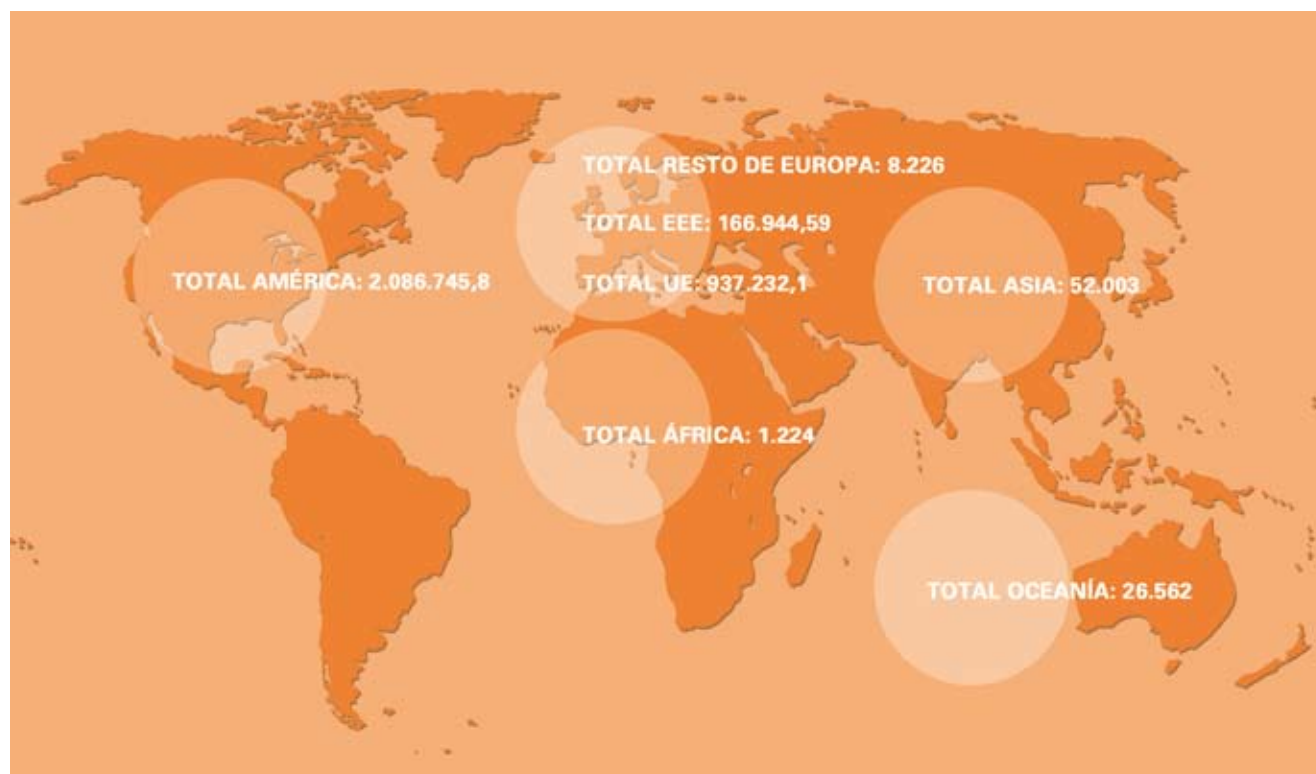 TOTAL RESTO DE EUROPA: 8.226
TOTAL EEE: 166.944,59
TOTAL AMÉRICA: 2.086.745,8
TOTAL UE: 937.232,1
TOTAL ASIA: 52.003
TOTAL ÁFRICA: 1.224
TOTAL OCEANÍA: 26.562